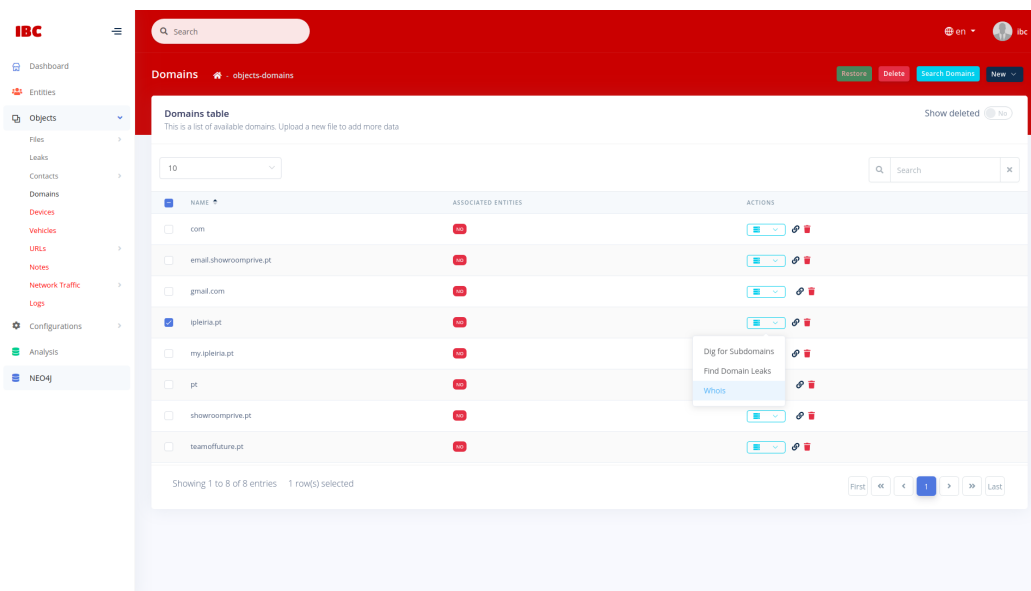 IBC
Search
en
ibc
Dashboard
Entities
Objects
Files
Leaks
Contacts
Domains
Devices
Vehicles
URLs
Notes
Network Traffic
Logs
Configurations
Analysis
NEO4J
Domains - objects-domains
Restore Delete Search Domains New
Domains table
This is a list of available domains. Upload a new file to add more data
Show deleted No
10
Search
NAME ASSOCIATED ENTITIES ACTIONS
com NO
email.showroomprive.pt NO
gmail.com NO
ipleiria.pt NO
my.ipleiria.pt NO
pt NO
showroomprive.pt NO
teamoffuture.pt NO
Dig for Subdomains
Find Domain Leaks
Whois
Showing 1 to 8 of 8 entries 1 row(s) selected
First « ‹ 1 › » Last